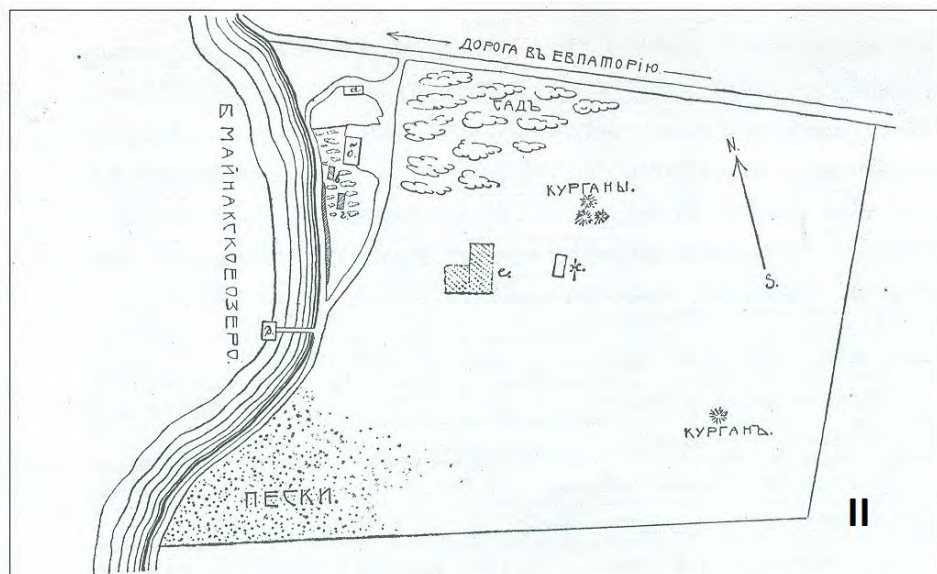 ДОРОГА ВЪ ЕВПАТОРІЮ.
Б. МАЙНАКСКОЕ ОЗЕРО.
САДЪ
КУРГАНЫ.
N.
S.
а
б.
г.
е.
ж.
д.
КУРГАНЪ.
ПЕСКИ.
II